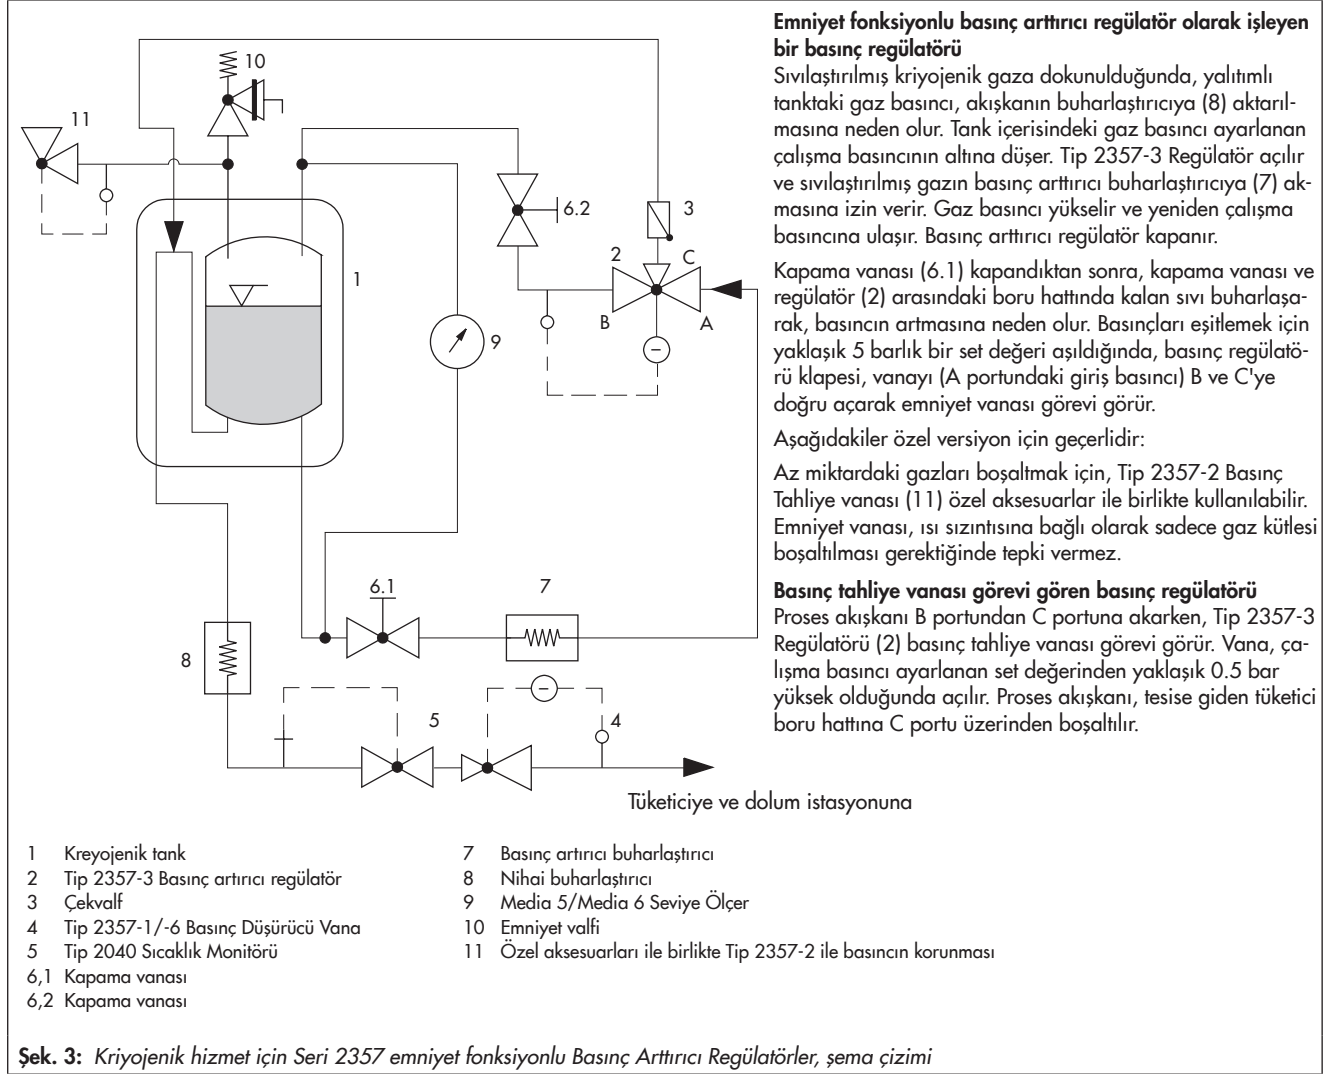 Emniyet fonksiyonlu basınç arttırıcı regülatör olarak işleyen
bir basınç regülatörü
Sıvılaştırılmış kriyojenik gaza dokunulduğunda, yalıtımlı
tanktaki gaz basıncı, akışkanın buharlaştırıcıya (8) aktarıl-
masına neden olur. Tank içerisindeki gaz basıncı ayarlanan
çalışma basıncının altına düşer. Tip 2357-3 Regülatör açılır
ve sıvılaştırılmış gazın basınç arttırıcı buharlaştırıcıya (7) ak-
masına izin verir. Gaz basıncı yükselir ve yeniden çalışma
basıncına ulaşır. Basınç arttırıcı regülatör kapanır.
Kapama vanası (6.1) kapandıktan sonra, kapama vanası ve
regülatör (2) arasındaki boru hattında kalan sıvı buharlaşa-
rak, basıncın artmasına neden olur. Basınçları eşitlemek için
yaklaşık 5 barlık bir set değeri aşıldığında, basınç regülatö-
rü klapesi, vanayı (A portundaki giriş basıncı) B ve C'ye
doğru açarak emniyet vanası görevi görür.
Aşağıdakiler özel versiyon için geçerlidir:
Az miktardaki gazları boşaltmak için, Tip 2357-2 Basınç
Tahliye vanası (11) özel aksesuarlar ile birlikte kullanılabilir.
Emniyet vanası, ısı sızıntısına bağlı olarak sadece gaz kütlesi
boşaltılması gerektiğinde tepki vermez.
Basınç tahliye vanası görevi gören basınç regülatörü
Proses akışkanı B portundan C portuna akarken, Tip 2357-3
Regülatörü (2) basınç tahliye vanası görevi görür. Vana, ça-
lışma basıncı ayarlanan set değerinden yaklaşık 0.5 bar
yüksek olduğunda açılır. Proses akışkanı, tesise giden tüketici
boru hattına C portu üzerinden boşaltılır.
10
11
6.2
3
2
C
1
B
A
9
6.1
7
8
5
4
Tüketiciye ve dolum istasyonuna
1 Kreyojenik tank
2 Tip 2357-3 Basınç artırıcı regülatör
3 Çekvalf
4 Tip 2357-1/-6 Basınç Düşürücü Vana
5 Tip 2040 Sıcaklık Monitörü
6,1 Kapama vanası
6,2 Kapama vanası
7 Basınç artırıcı buharlaştırıcı
8 Nihai buharlaştırıcı
9 Media 5/Media 6 Seviye Ölçer
10 Emniyet valfi
11 Özel aksesuarları ile birlikte Tip 2357-2 ile basıncın korunması
Şek. 3: Kriyojenik hizmet için Seri 2357 emniyet fonksiyonlu Basınç Arttırıcı Regülatörler, şema çizimi